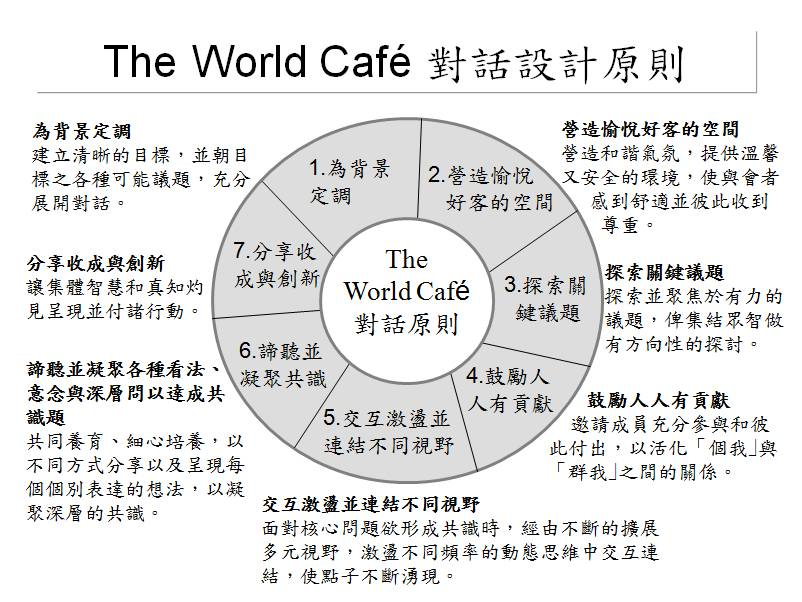 The World Café 對話設計原則
為背景定調
建立清晰的目標，並朝目
標之各種可能議題，充分
展開對話。
營造愉悅好客的空間
營造和諧氣氛，提供溫馨
又安全的環境，使與會者
感到舒適並彼此收到
尊重。
1.為背景
定調
2.營造愉悅
好客的空間
分享收成與創新
讓集體智慧和真知灼
見呈現並付諸行動。
7.分享收
成與創新
The
World Café
對話原則
3.探索關
鍵議題
探索關鍵議題
探索並聚焦於有力的
議題，俾集結眾智做
有方向性的探討。
諦聽並凝聚各種看法、
意念與深層問以達成共
識題
共同養育、細心培養，以
不同方式分享以及呈現每
個個別表達的想法，以凝
聚深層的共識。
6.諦聽並
凝聚共識
5.交互激盪並
連結不同視野
4.鼓勵人
人有貢獻
鼓勵人人有貢獻
邀請成員充分參與和彼
此付出，以活化「個我」與
「群我」之間的關係。
交互激盪並連結不同視野
面對核心問題欲形成共識時，經由不斷的擴展
多元視野，激盪不同頻率的動態思維中交互連
結，使點子不斷湧現。